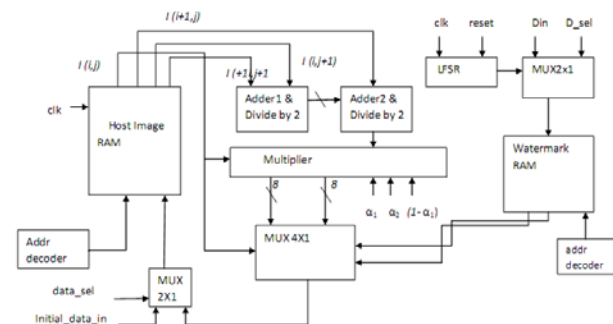 I (i+1,j)
clk
reset
Din
D_sel
I (i,j)
I (+1i,j+1
I (i,j+1)
LFSR
MUX2x1
clk
Host Image
RAM
Adder1 &
Divide by 2
Adder2 &
Divide by 2
Multiplier
Watermark
RAM
8
8
α1
α2
(1-α1)
Addr
decoder
MUX 4X1
addr
decoder
data_sel
MUX
2X1
Initial_data_in